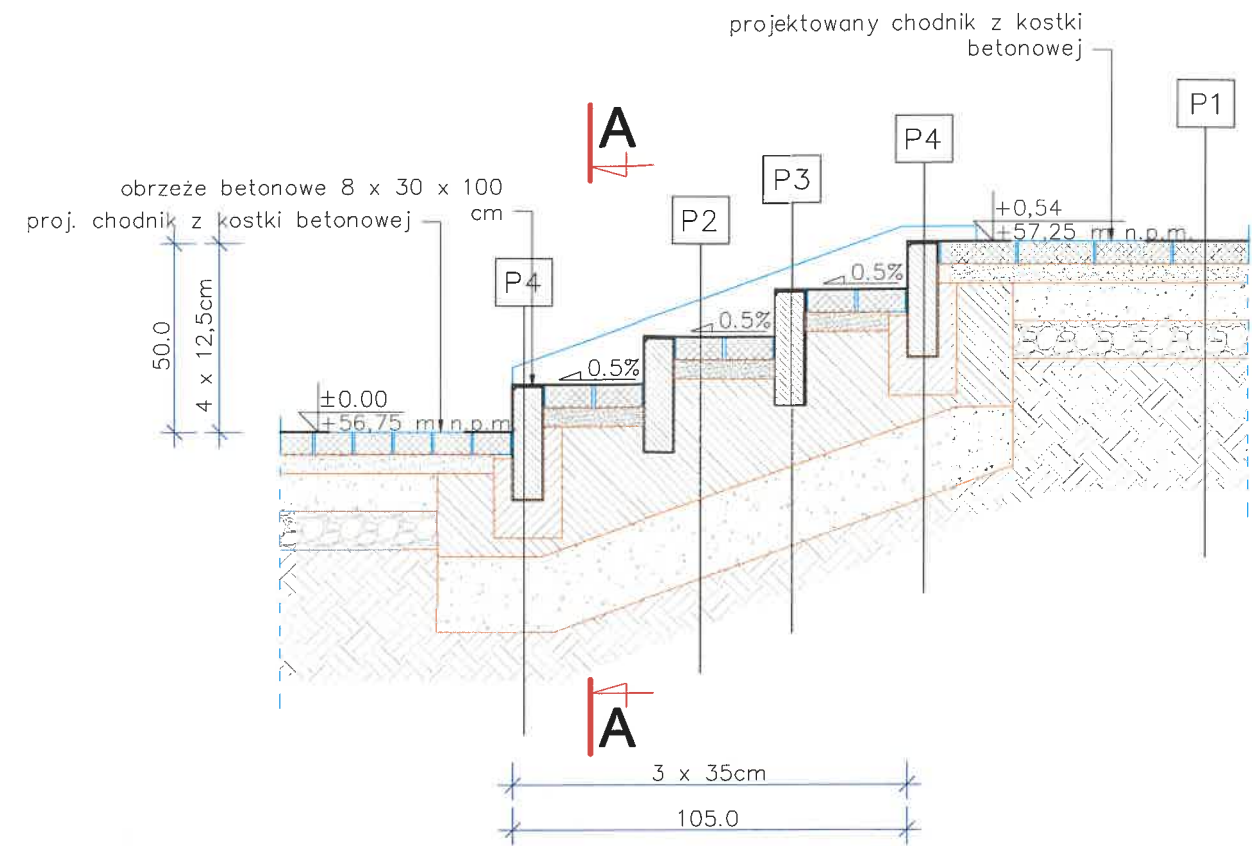 projektowany chodnik z kostki
betonowej
P1
A
P4
P3
obrzeże betonowe 8 x 30 x 100
cm
proj. chodnik z kostki betonowej
P2
+0,54
+57,25 m n.p.m.
P4
0.5%
0.5%
0.5%
50.0
4 x 12,5cm
±0.00
+56,75 m n.p.m
A
3 x 35cm
105.0